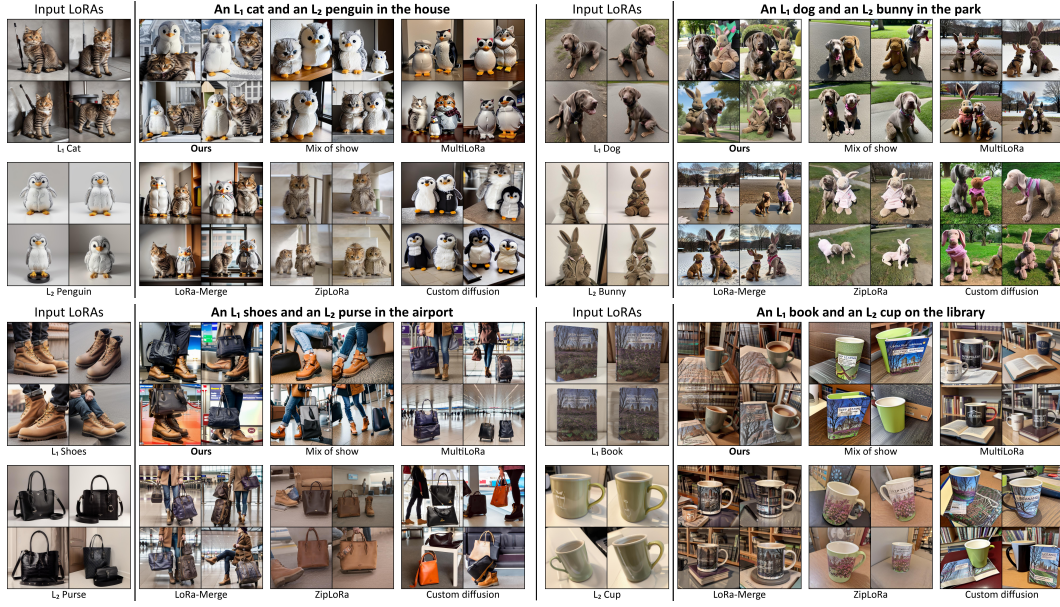 Input LoRAs
An L₁ cat and an L₂ penguin in the house
L₁ Cat
Ours
Mix of show
MultiLoRa
L₂ Penguin
LoRa-Merge
ZipLoRa
Custom diffusion
Input LoRAs
An L₁ dog and an L₂ bunny in the park
L₁ Dog
Ours
Mix of show
MultiLoRa
L₂ Bunny
LoRa-Merge
ZipLoRa
Custom diffusion
Input LoRAs
An L₁ shoes and an L₂ purse in the airport
L₁ Shoes
Ours
Mix of show
MultiLoRa
L₂ Purse
LoRa-Merge
ZipLoRa
Custom diffusion
Input LoRAs
An L₁ book and an L₂ cup on the library
L₁ Book
Ours
Mix of show
MultiLoRa
L₂ Cup
LoRa-Merge
ZipLoRa
Custom diffusion